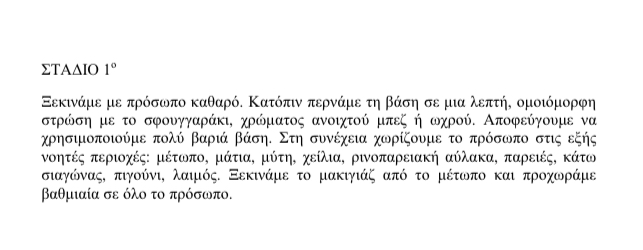 ΣΤΑΔΙΟ 1ο
Ξεκινάμε με πρόσωπο καθαρό. Κατόπιν περνάμε τη βάση σε μια λεπτή, ομοιόμορφη
στρώση με το σφουγγαράκι, χρώματος ανοιχτού μπεζ ή ωχρού. Αποφεύγουμε να
χρησιμοποιούμε πολύ βαριά βάση. Στη συνέχεια χωρίζουμε το πρόσωπο στις εξής
νοητές περιοχές: μέτωπο, μάτια, μύτη, χείλια, ρινοπαρειακή αύλακα, παρειές, κάτω
σιαγώνας, πιγούνι, λαιμός. Ξεκινάμε το μακιγιάζ από το μέτωπο και προχωράμε
βαθμιαία σε όλο το πρόσωπο.